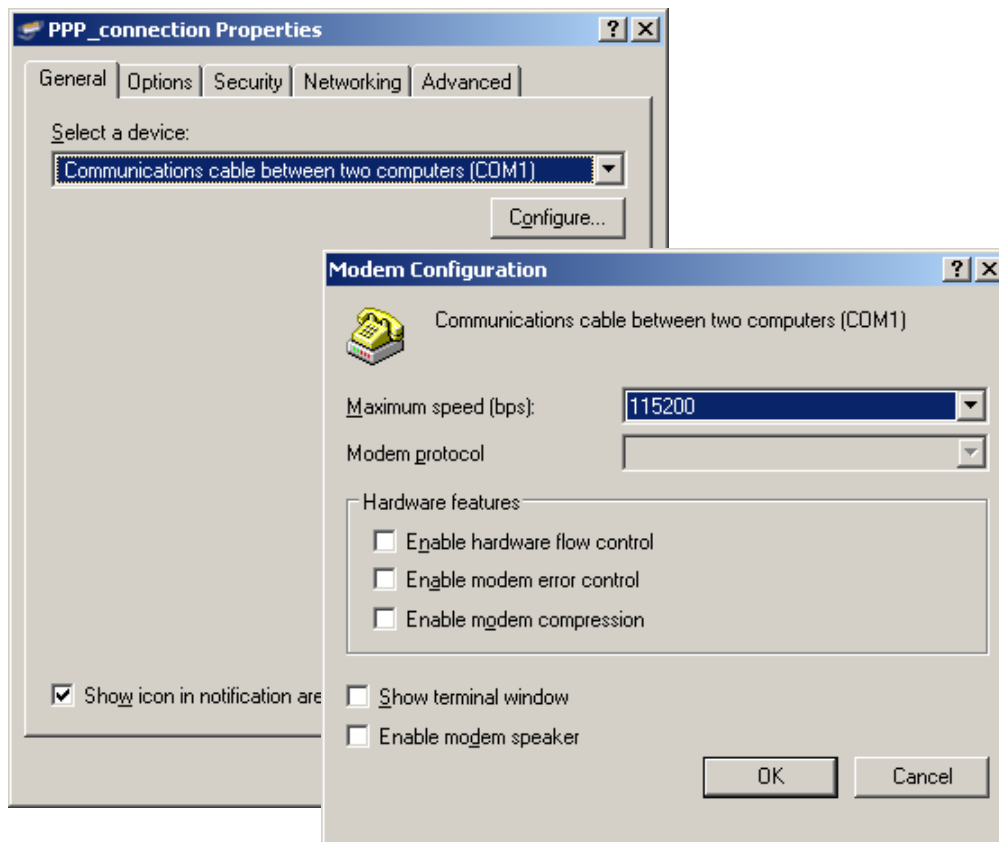 PPP_connection Properties
General Options Security Networking Advanced
Select a device:
Communications cable between two computers (COM1)
Configure...
Modem Configuration
Communications cable between two computers (COM1)
Maximum speed (bps): 115200
Modem protocol
Hardware features
Enable hardware flow control
Enable modem error control
Enable modem compression
Show icon in notification are
Show terminal window
Enable modem speaker
OK Cancel